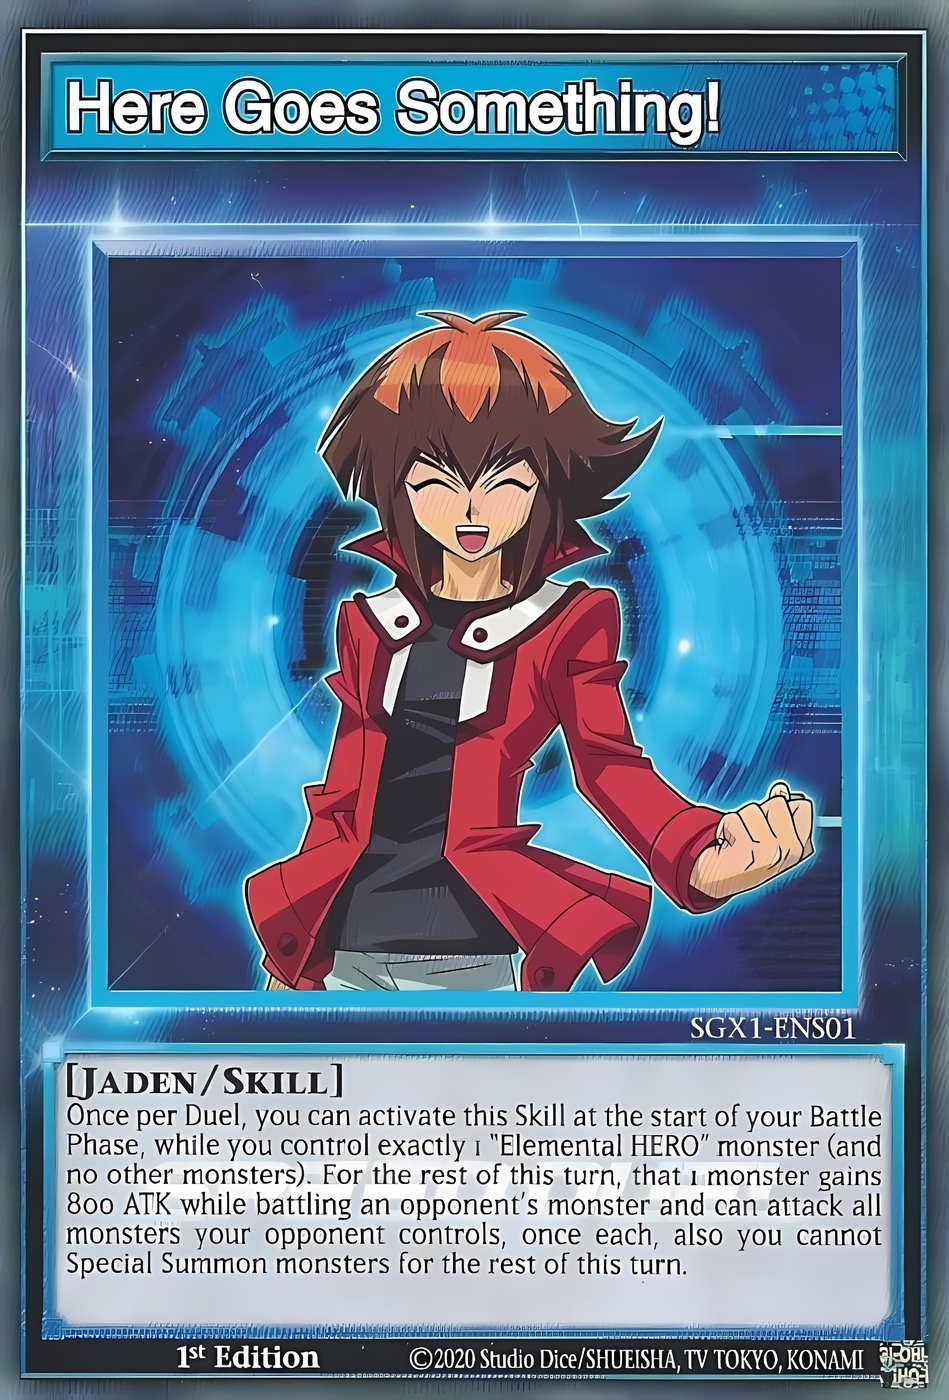 Here Goes Something!
SGX1-ENS01
[JADEN/SKILL]
Once per Duel, you can activate this Skill at the start of your Battle
Phase, while you control exactly 1 "Elemental HERO" monster (and
no other monsters). For the rest of this turn, that 1 monster gains
800 ATK while battling an opponent's monster and can attack all
monsters your opponent controls, once each, also you cannot
Special Summon monsters for the rest of this turn.
1st Edition
©2020 Studio Dice/SHUEISHA, TV TOKYO, KONAMI